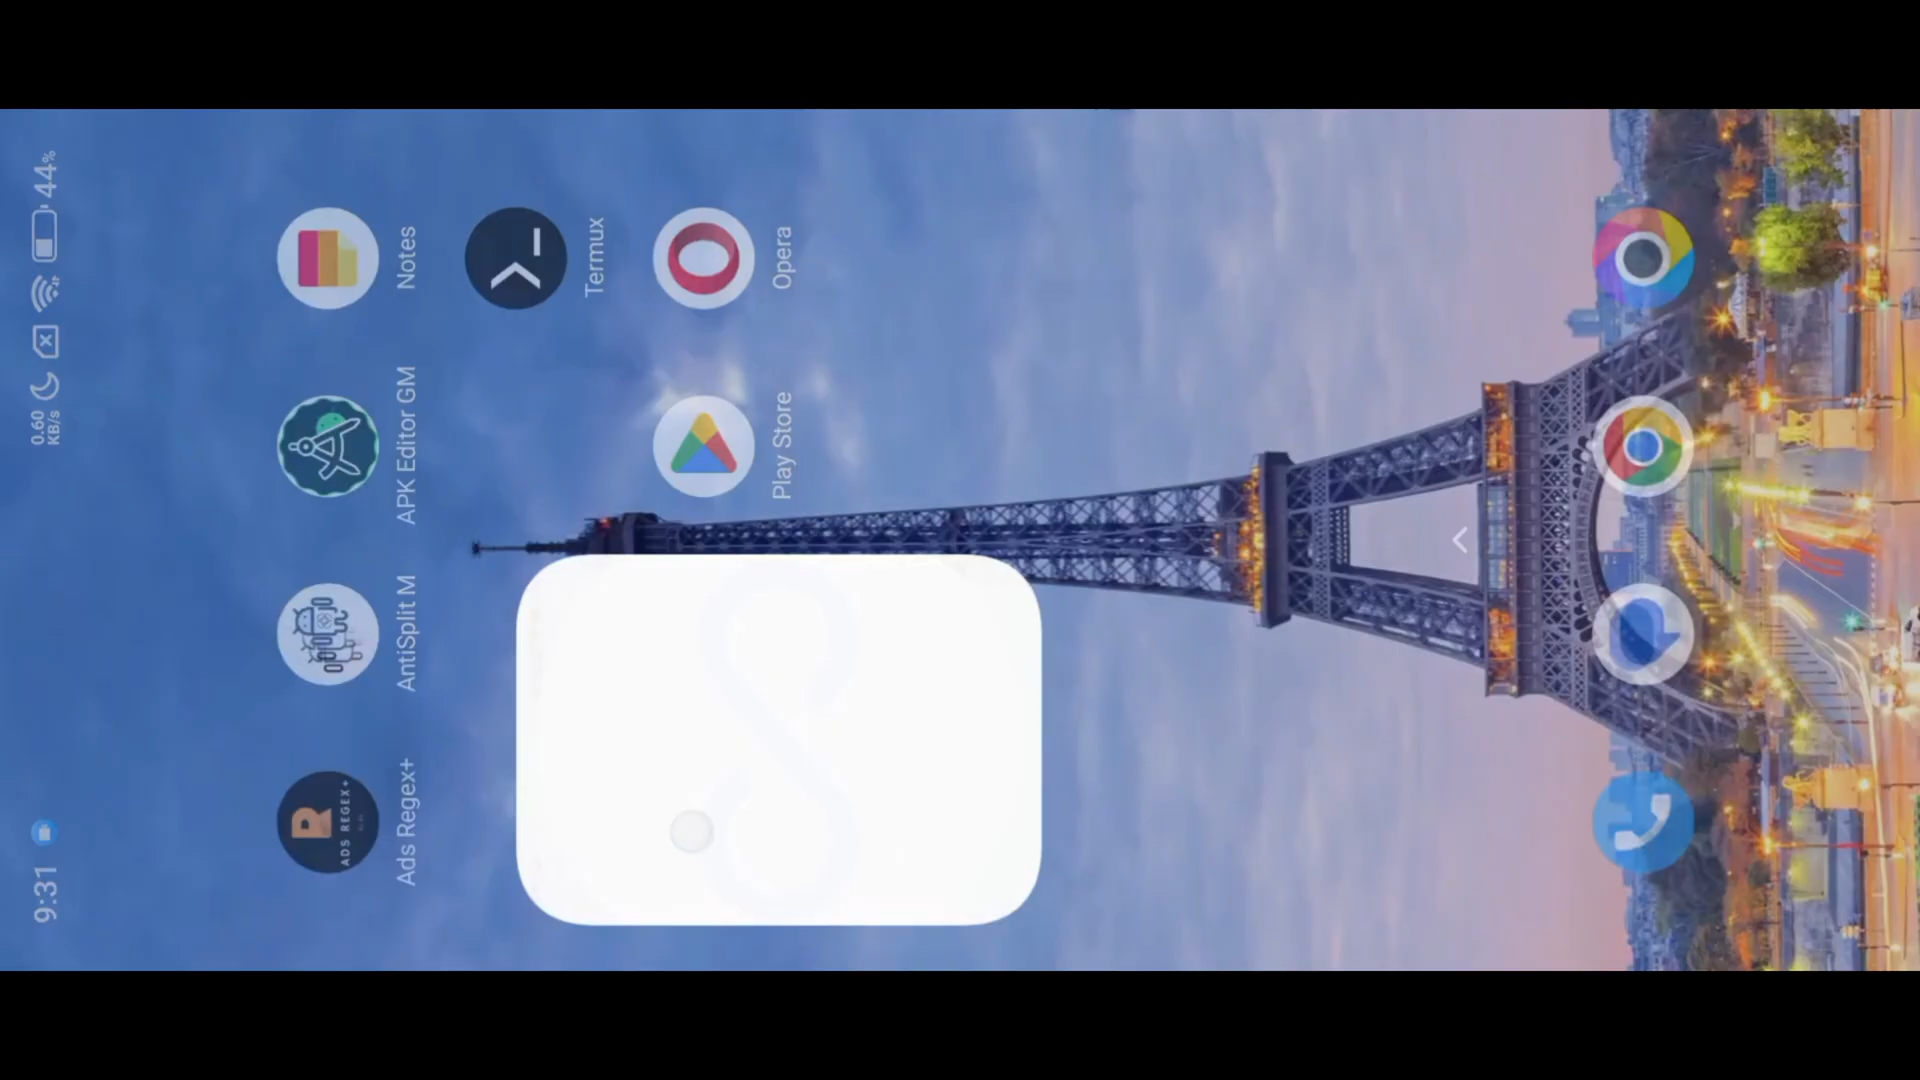 9:31
0.60
KB/s
44%
Ads Regex+
AntiSplit M
APK Editor GM
Notes
Termux
Play Store
Opera
R
ADS REGEX+